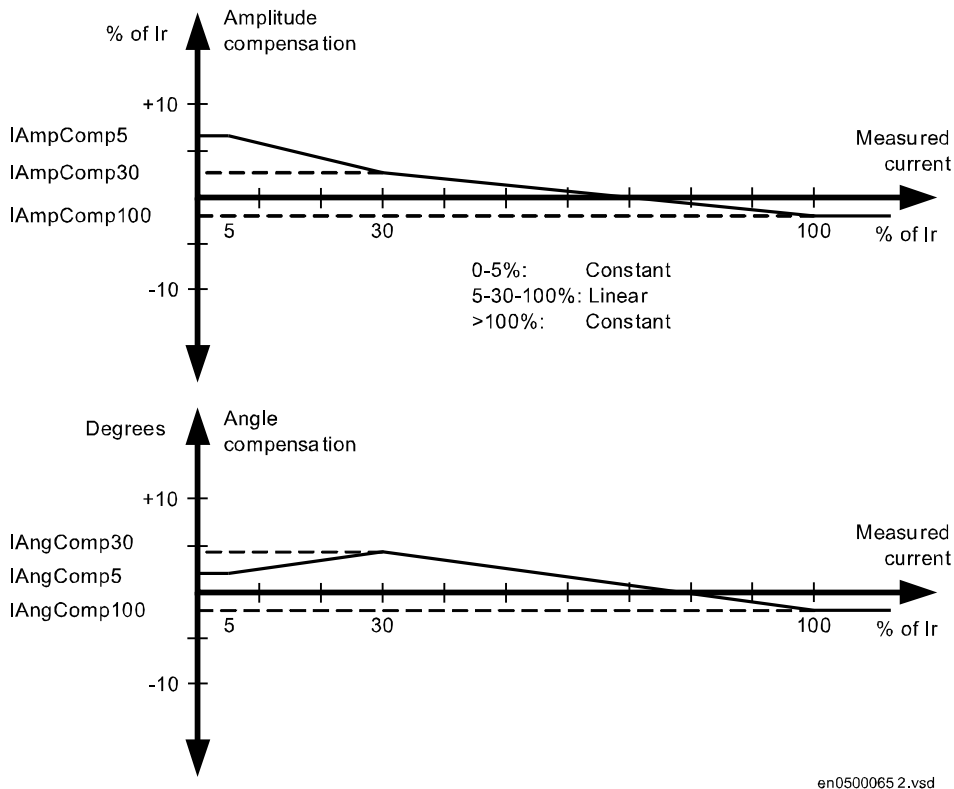 % of Ir
Amplitude
compensation
+10
IAmpComp5
Measured
current
IAmpComp30
IAmpComp100
5
30
100
% of Ir
0-5%: Constant
5-30-100%: Linear
>100%: Constant
-10
Degrees
Angle
compensation
+10
IAngComp30
Measured
current
IAngComp5
IAngComp100
5
30
100
% of Ir
-10
en05000652.vsd